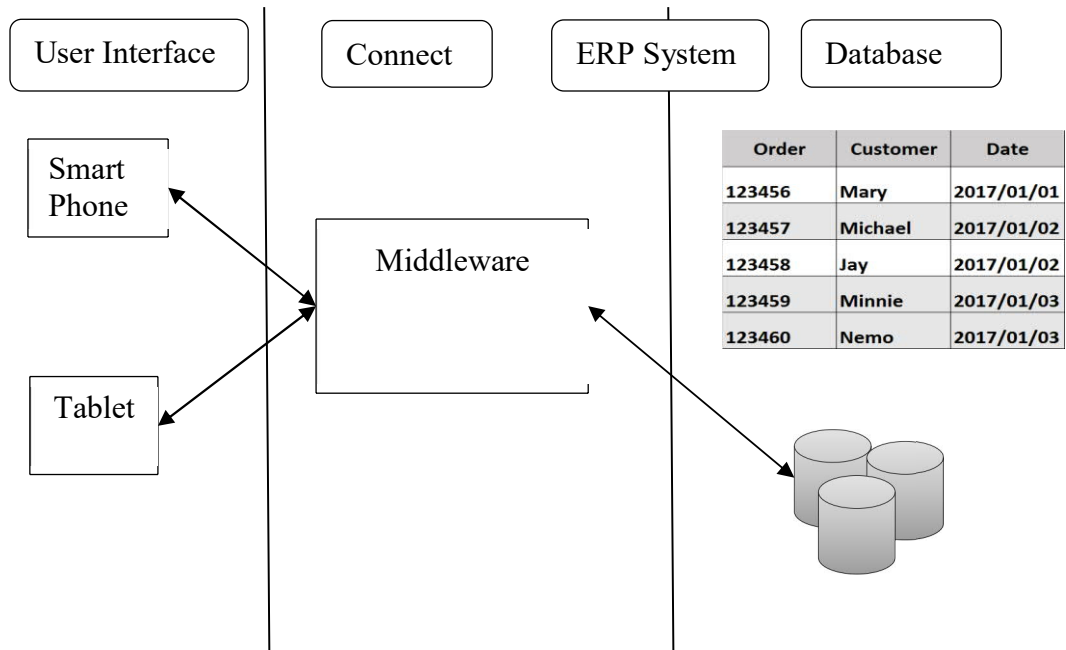 User Interface
Connect
ERP System
Database
Smart
Phone
Tablet
Middleware
Order Customer Date
123456 Mary 2017/01/01
123457 Michael 2017/01/02
123458 Jay 2017/01/02
123459 Minnie 2017/01/03
123460 Nemo 2017/01/03